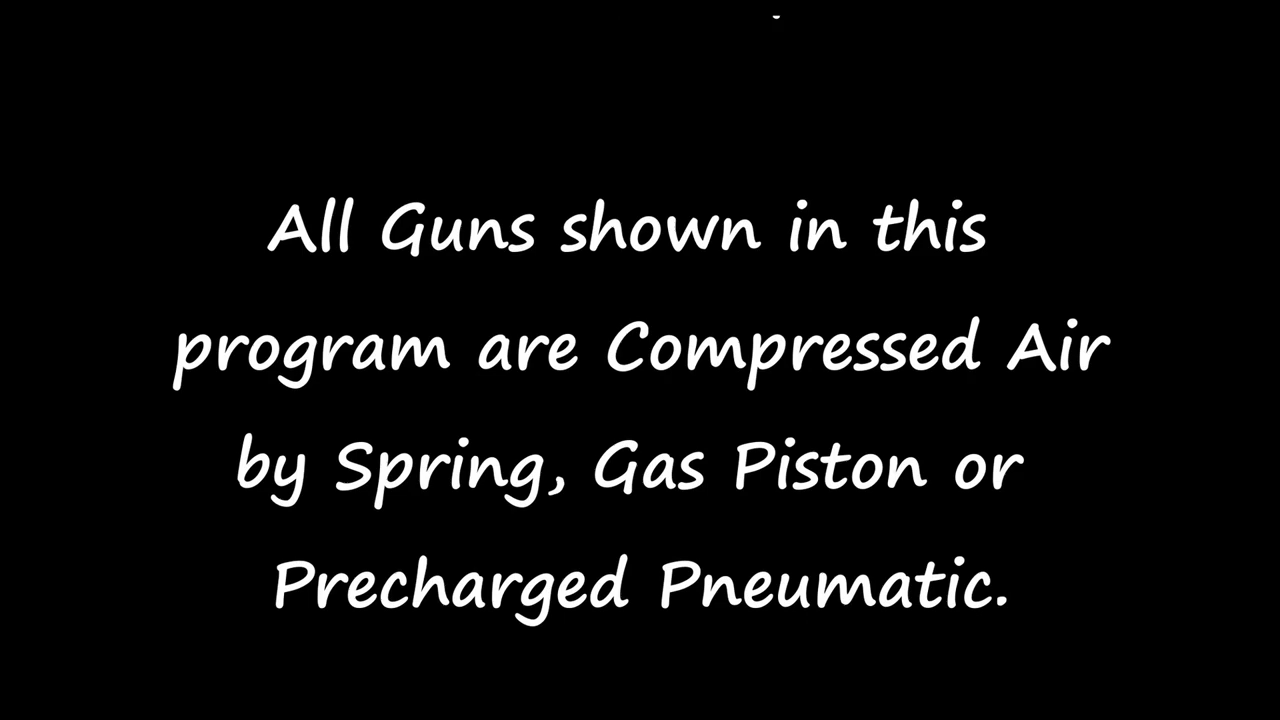 All Guns shown in this
program are Compressed Air
by Spring, Gas Piston or
Precharged Pneumatic.